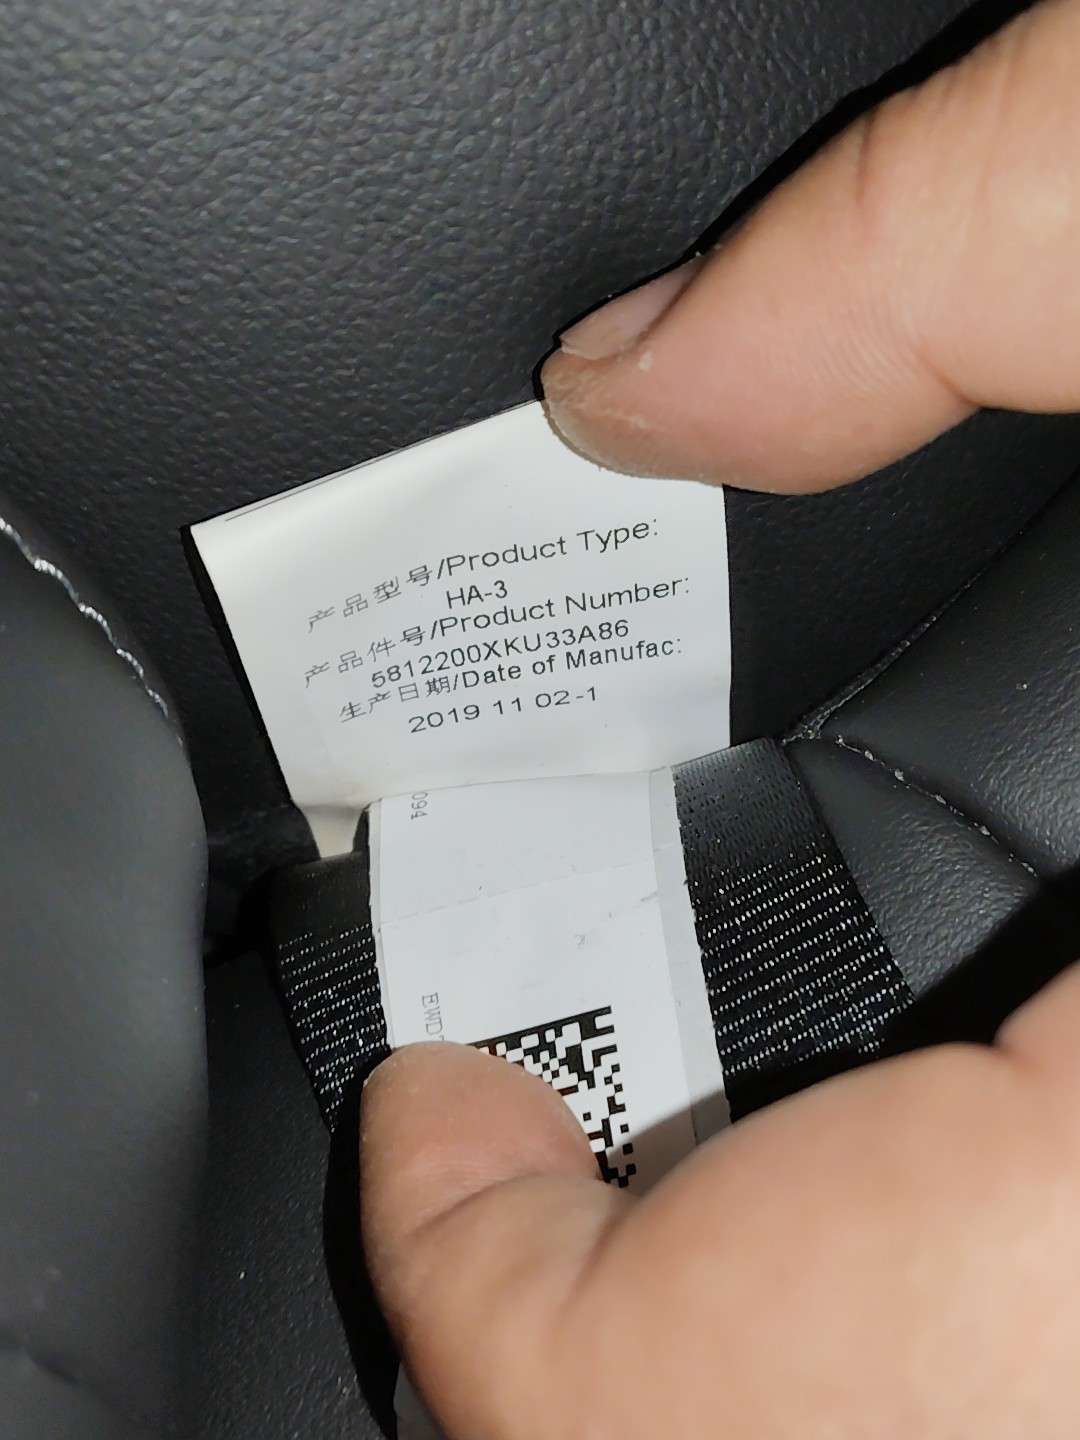 产品型号/Product Type:
HA-3
产品件号/Product Number:
5812200XKU33A86
生产日期/Date of Manufac:
2019 11 02-1
094